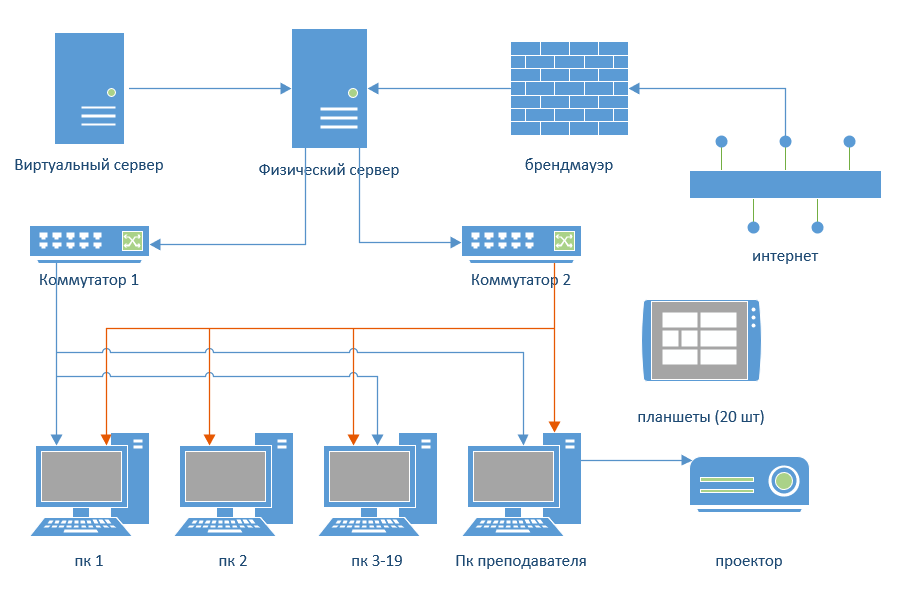 Виртуальный сервер
Физический сервер
брендмауэр
интернет
Коммутатор 1
Коммутатор 2
планшеты (20 шт)
пк 1
пк 2
пк 3-19
Пк преподавателя
проектор